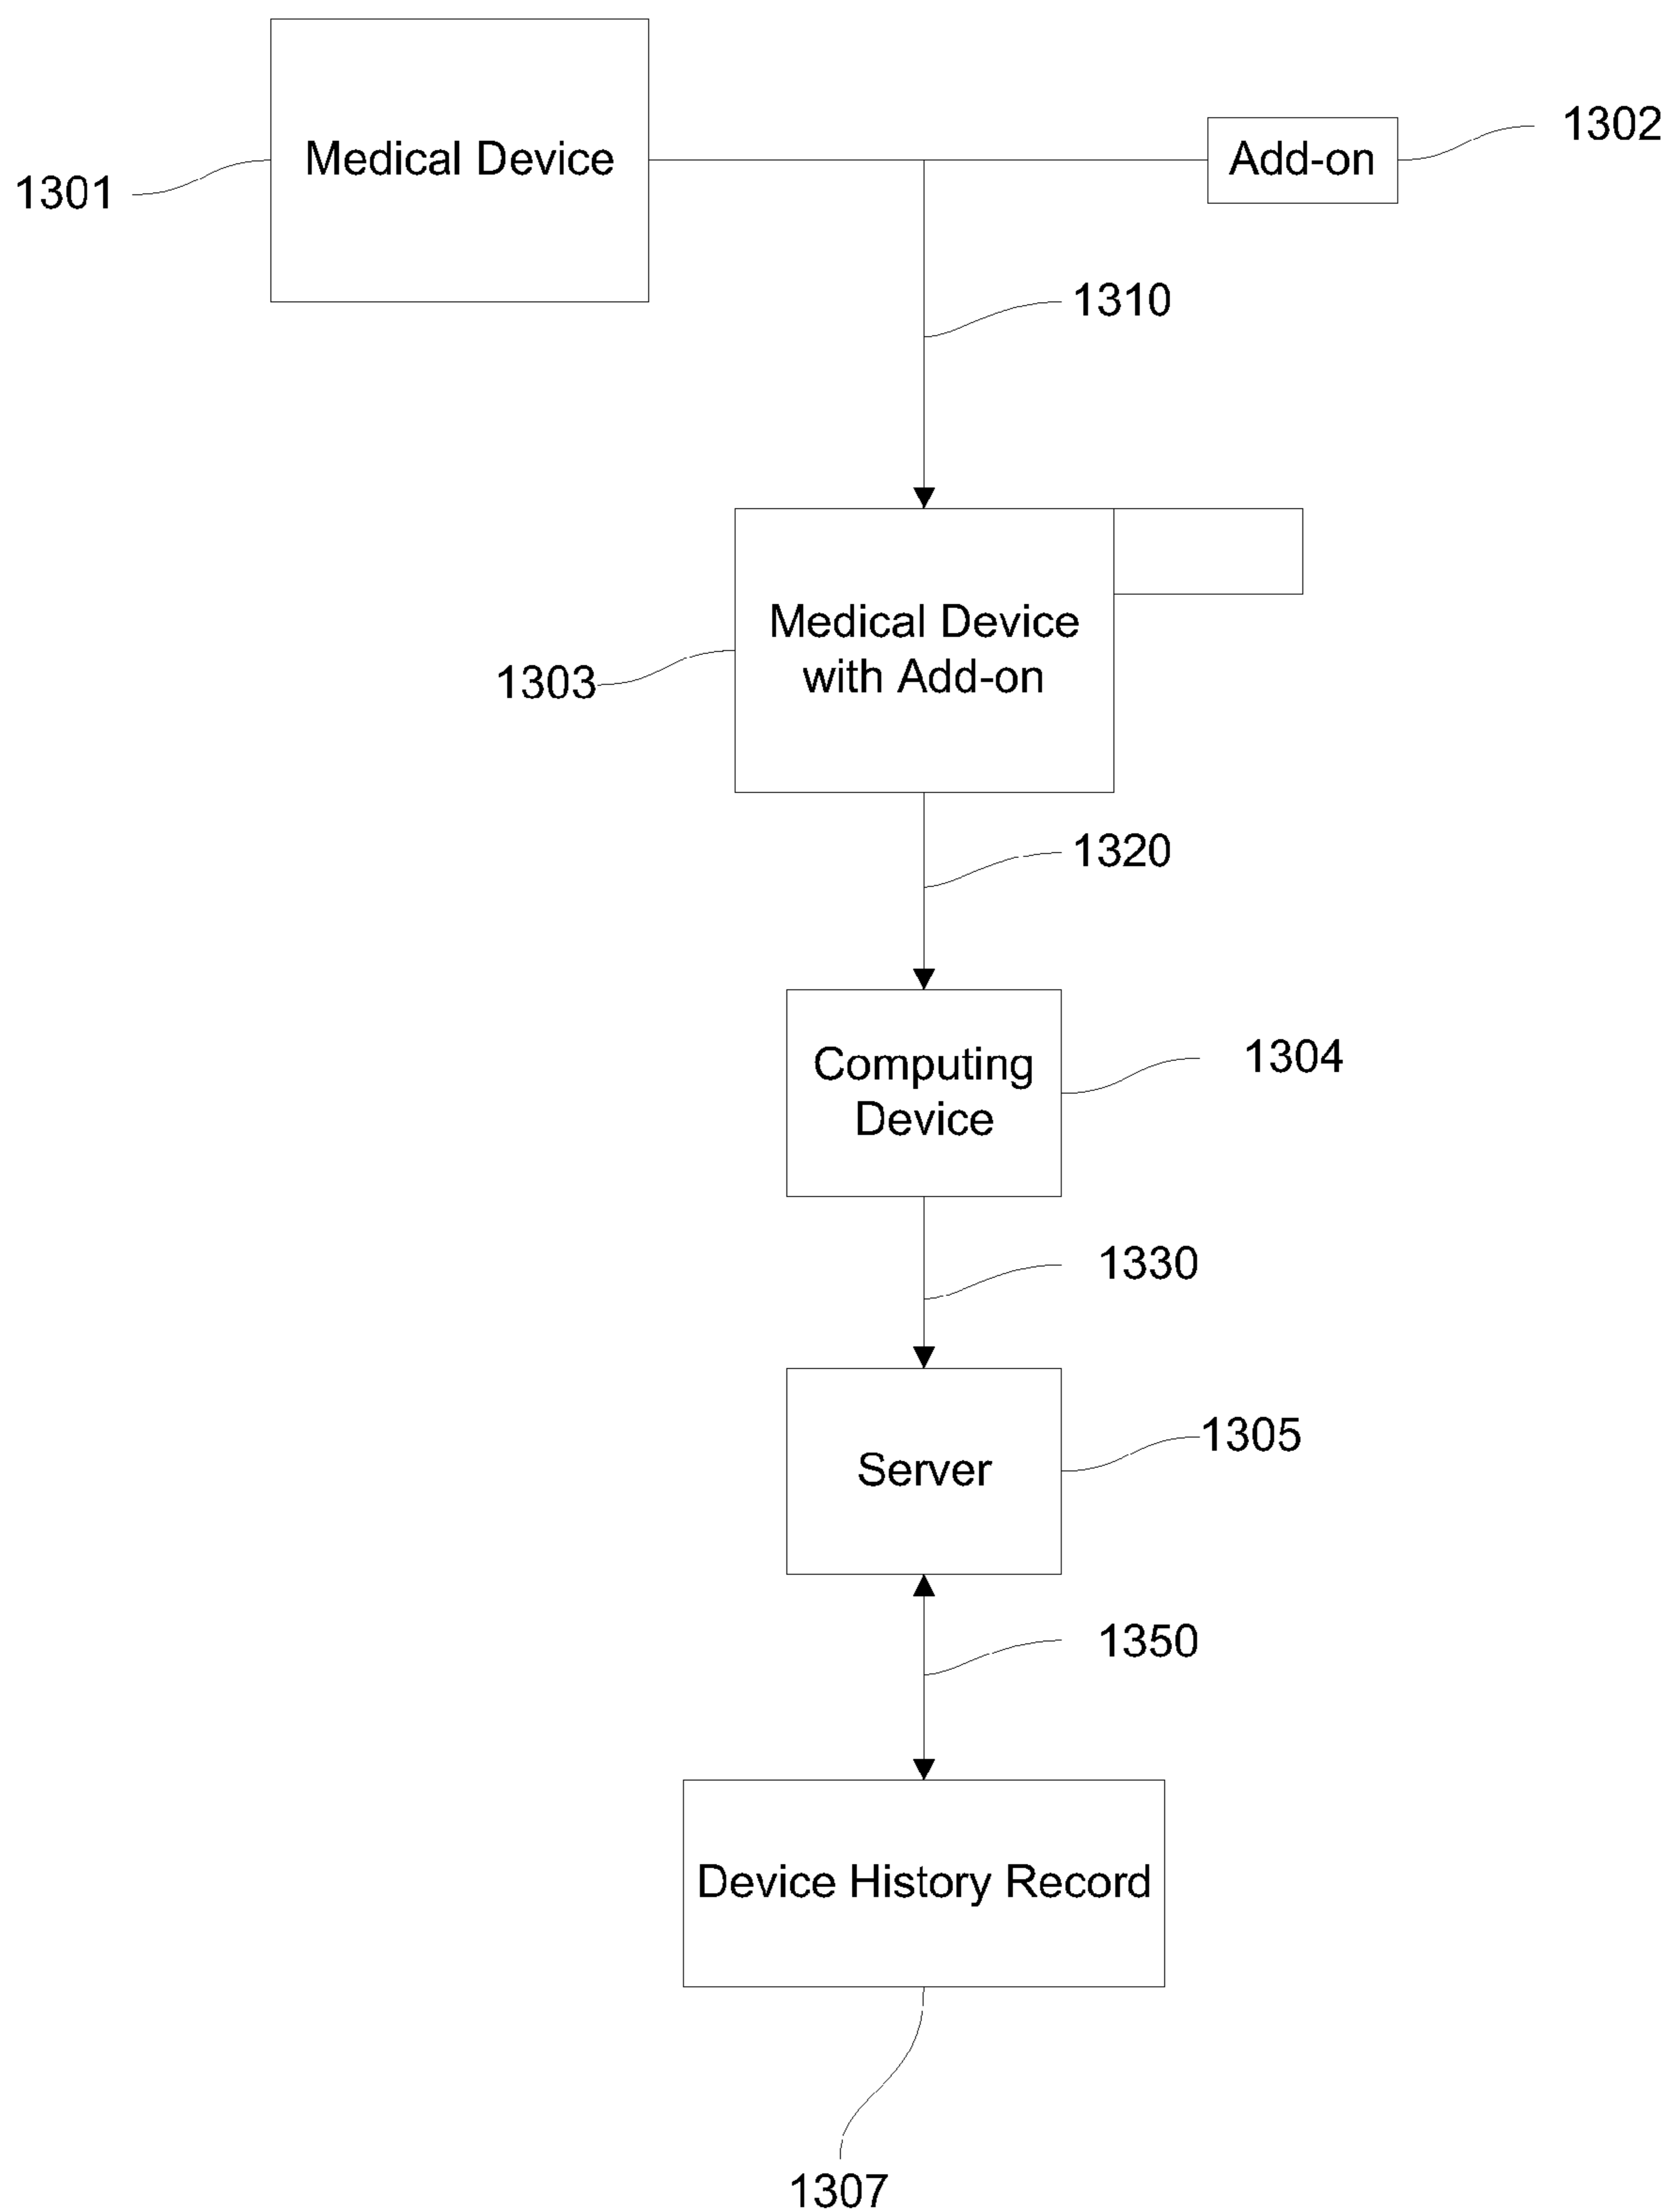 1302
Medical Device
Add-on
1301
1310
Medical Device
with Add-on
1303
1320
Computing
Device
1304
1330
Server
1305
1350
Device History Record
1307